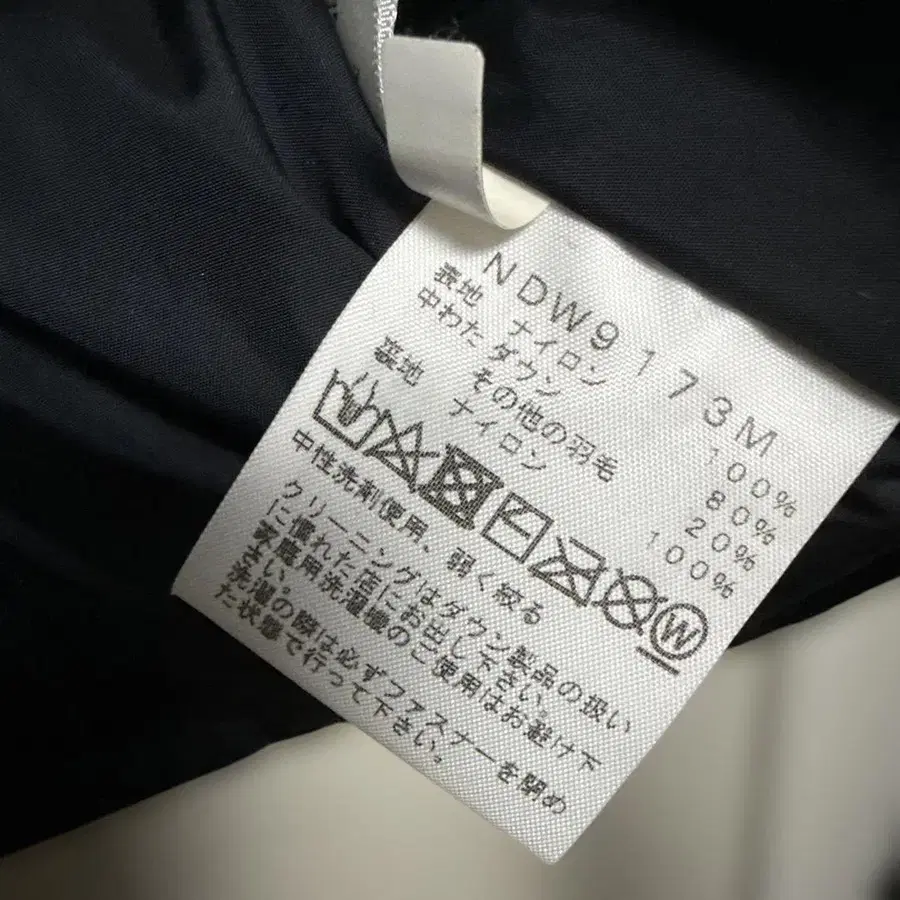 NDW9173M
表地 ナイロン 100%
中わた ダウン 80%
その他の羽毛 20%
裏地 ナイロン 100%
W
中性洗剤使用、弱く絞る
クリーニングはダウン製品の扱い
に慣れた店にお出し下さい。
家庭用洗濯機のご使用はお避け下
さい。
洗濯の際は必ずファスナーを閉め
た状態で行って下さい。